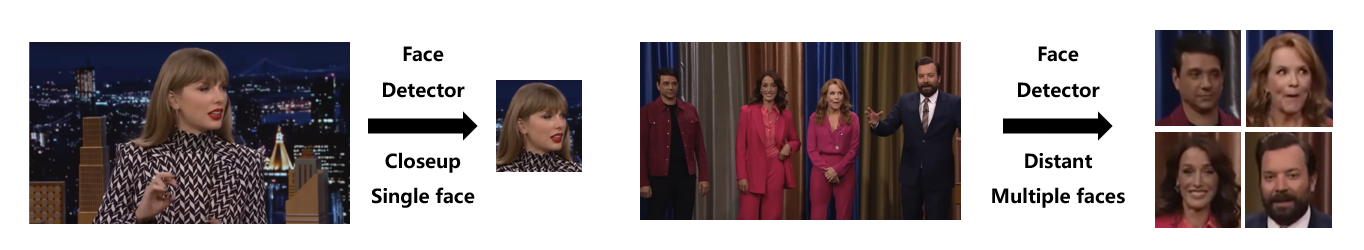 Face
Detector
Closeup
Single face
Face
Detector
Distant
Multiple faces